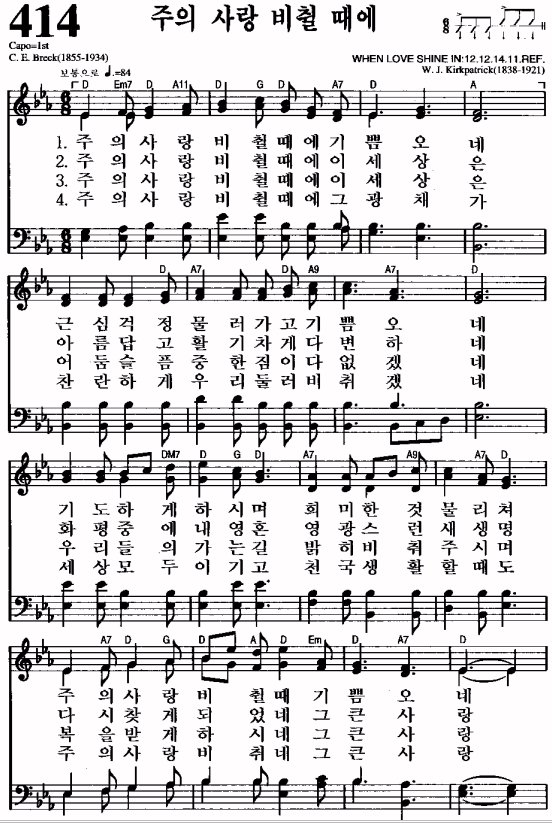 414
주의 사랑 비췰 때에
Capo=1st
C. E. Breck(1855-1934)
WHEN LOVE SHINE IN:12.12.14.11.REF.
보통으로 ♩.=84
W. J. Kirkpatrick(1838-1921)
D Em7 D A11 D G D A7 D G A
1. 주 의 사 랑 비 췰 때 에 기 쁨 오 네
2. 주 의 사 랑 비 췰 때 에 이 세 상 은
3. 주 의 사 랑 비 췰 때 에 이 세 상 은
4. 주 의 사 랑 비 췰 때 에 그 광 채 가
D A7 D A9 A7 D
근 심 걱 정 물 러 가 고 기 쁨 오 네
아 름 답 고 활 기 차 게 다 변 하 네
어 둠 슬 픔 중 한 짐 이 다 없 겠 네
찬 란 하 게 우 리 둘 러 비 취 겠 네
DM7 D G D A7 A9 A7 D
기 도 하 게 하 시 며 희 미 한 것 물 리 쳐
화 평 중 에 내 영 혼 영 광 스 런 새 생 명
우 리 들 의 가 는 길 밝 히 비 춰 주 시 며
세 상 모 두 이 기 고 천 국 생 활 할 때 도
A7 D G D A D Em D A7 D
주 의 사 랑 비 췰 때 기 쁨 오 네
다 시 찾 게 되 었 네 그 큰 사 랑
복 을 받 게 하 시 네 그 큰 사 랑
주 의 사 랑 비 취 네 그 큰 사 랑